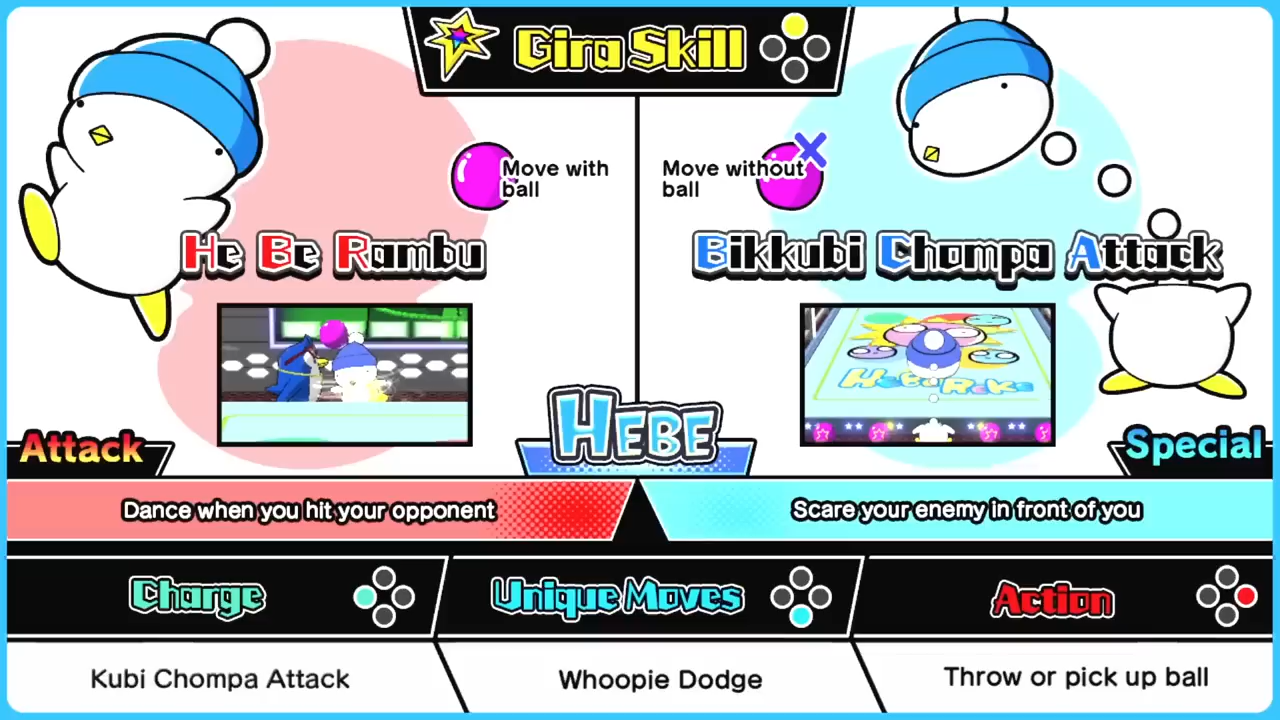 Gira Skill
Move with
ball
Move without
ball
He Be Rambu
Bikkubi Chompa Attack
HeBeReKe
HEBE
Attack
Special
Dance when you hit your opponent
Scare your enemy in front of you
Charge
Unique Moves
Action
Kubi Chompa Attack
Whoopie Dodge
Throw or pick up ball